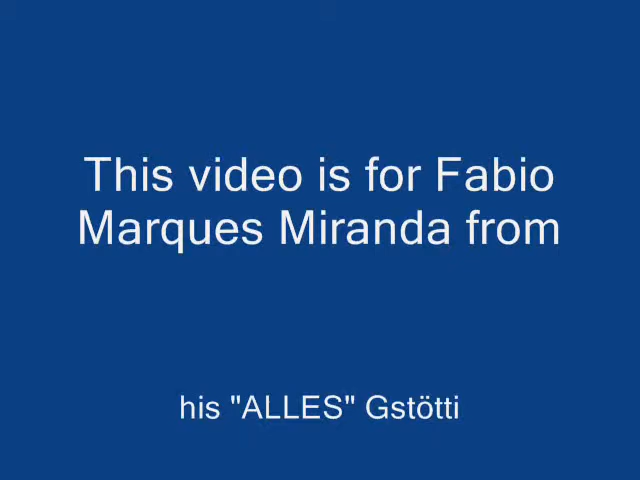 This video is for Fabio
Marques Miranda from
his "ALLES" Gstötti